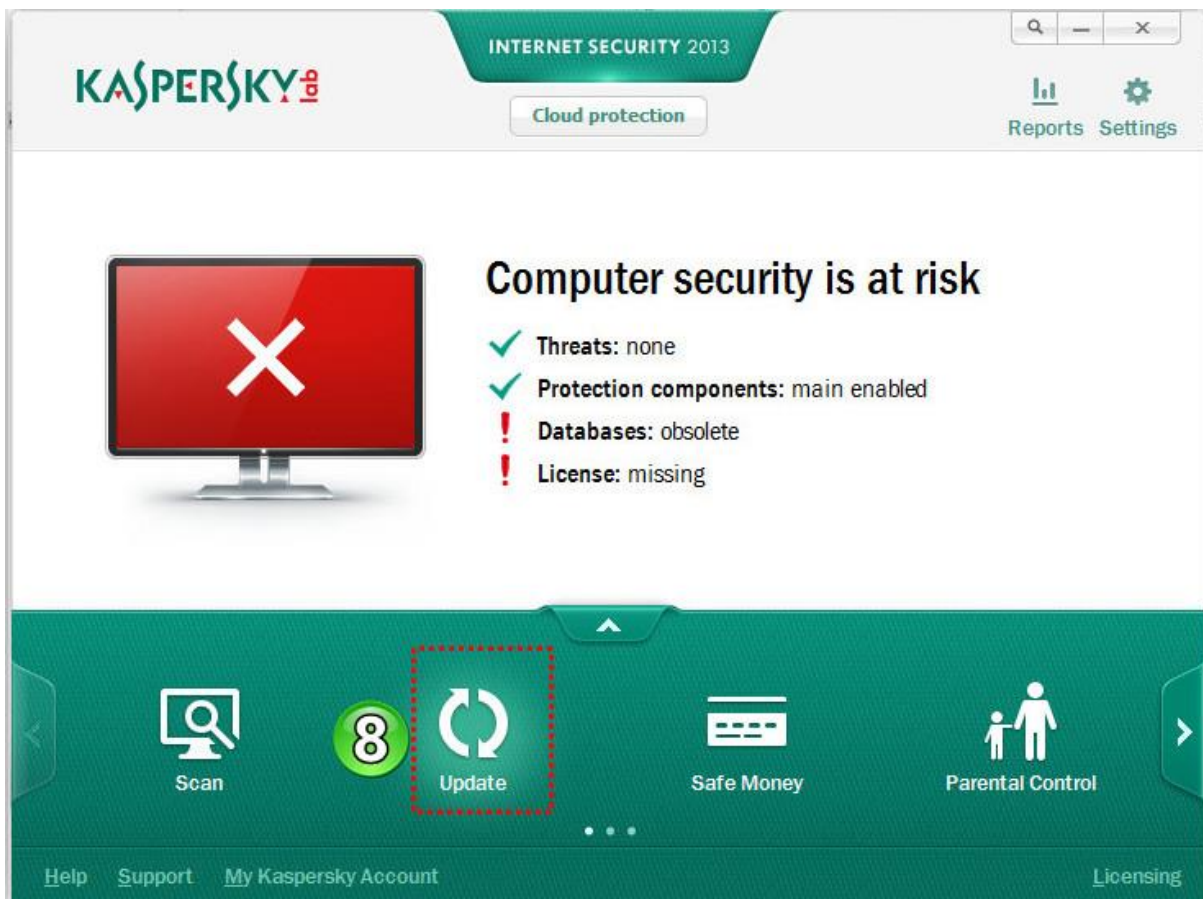 INTERNET SECURITY 2013
KASPERSKY lab
Cloud protection
Reports Settings
Computer security is at risk
Threats: none
Protection components: main enabled
! Databases: obsolete
! License: missing
8
Scan Update Safe Money Parental Control
Help Support My Kaspersky Account Licensing